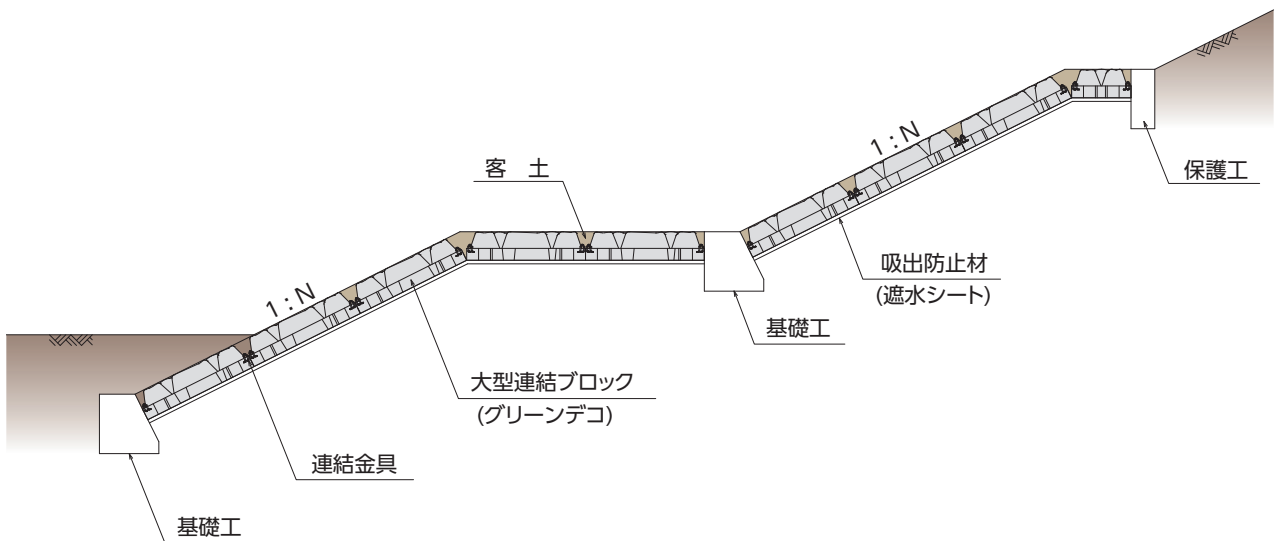 1：N
保護工
客　土
吸出防止材
(遮水シート)
1：N
基礎工
大型連結ブロック
(グリーンデコ)
連結金具
基礎工